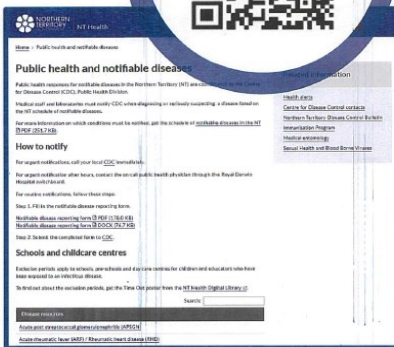 NORTHERN TERRITORY
NT Health
Home > Public health and notifiable diseases
Public health and notifiable diseases
Public health responses for notifiable diseases in the Northern Territory (NT) are
for Disease Control (CDC), Public Health Division.
Medical staff and laboratories must notify CDC when diagnosing or seriously suspecting a disease based on
the NT schedule of notifiable diseases.
For more information on which conditions must be notified, get the schedule of notifiable diseases in the NT
PDF (251.7 KB).
How to notify
For urgent notifications, call your local CDC immediately.
For urgent notification after hours, contact the on call public health physician through the Royal Darwin
Hospital switchboard
For routine notifications, follow these steps:
Step 1. Fill in the notifiable disease reporting form.
Notifiable disease reporting form PDF (178.0 KB)
Notifiable disease reporting form DOCX (76.7 KB)
Step 2. Submit the completed form to CDC.
Schools and childcare centres
Exclusion periods apply to schools, pre-schools and day care centres for children and educators who have
been exposed to an infectious disease.
To find out about the exclusion periods, get the Time Out poster from the NT Health Digital Library
Search:
Disease resources
Acute post streptococcal glomerulonephritis (APSGN)
Acute rheumatic fever (ARF) / Rheumatic heart disease (RHD)
Related information
Health alerts
Centre for Disease Control contacts
Northern Territory Disease Control Bulletin
Immunisation Program
Medical entomology
Sexual Health and Blood Borne Viruses